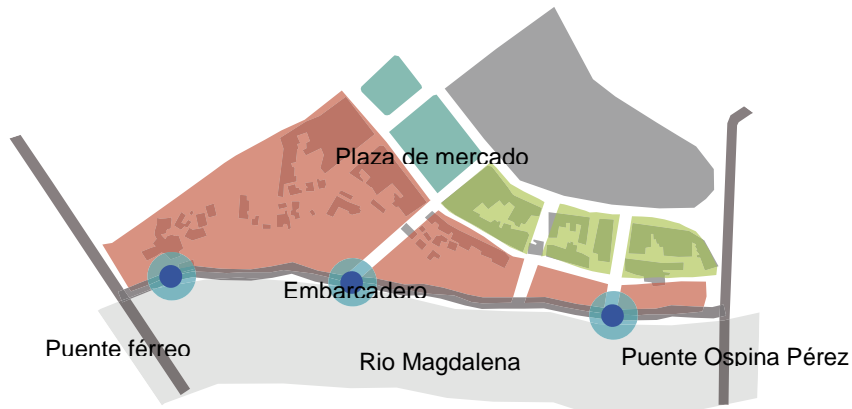 Plaza de mercado
Embarcadero
Puente férreo
Rio Magdalena
Puente Ospina Pérez